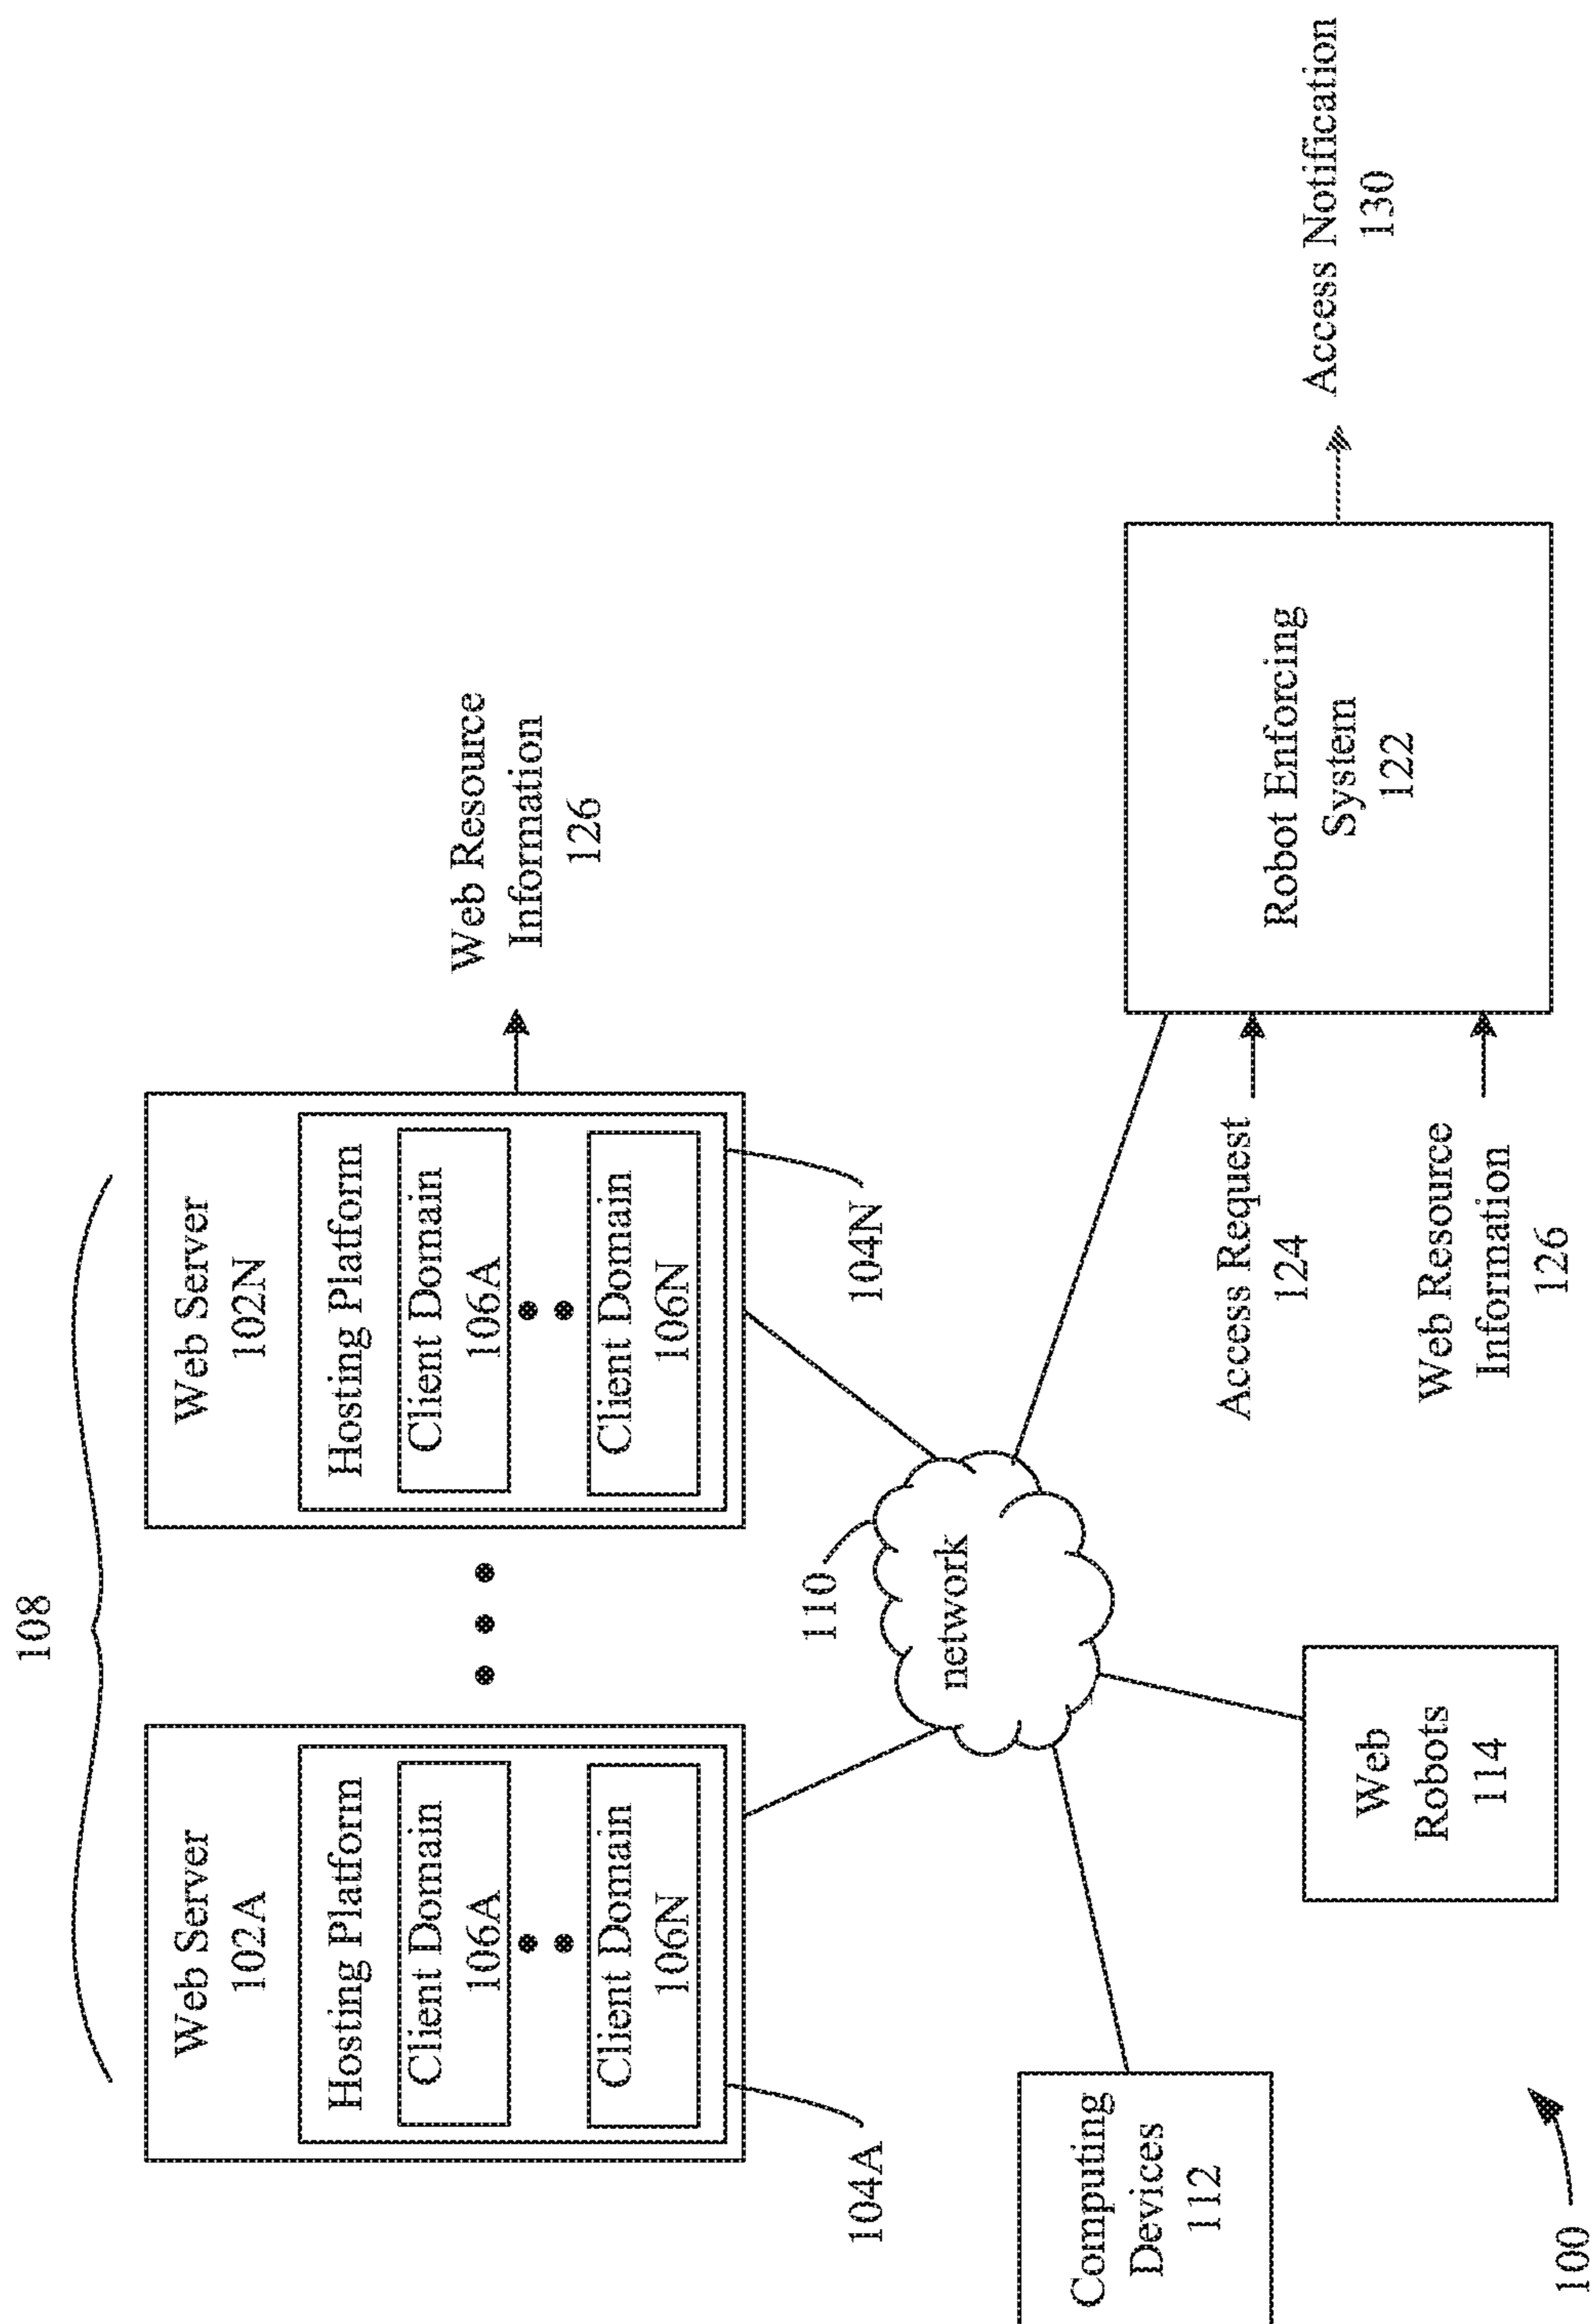 108
Web Server
102A
Hosting Platform
Client Domain
106A
Client Domain
106N
104A
Web Server
102N
Hosting Platform
Client Domain
106A
Client Domain
106N
104N
Web Resource
Information
126
110
network
Computing
Devices
112
Web
Robots
114
Access Request
124
Web Resource
Information
126
Robot Enforcing
System
122
Access Notification
130
100